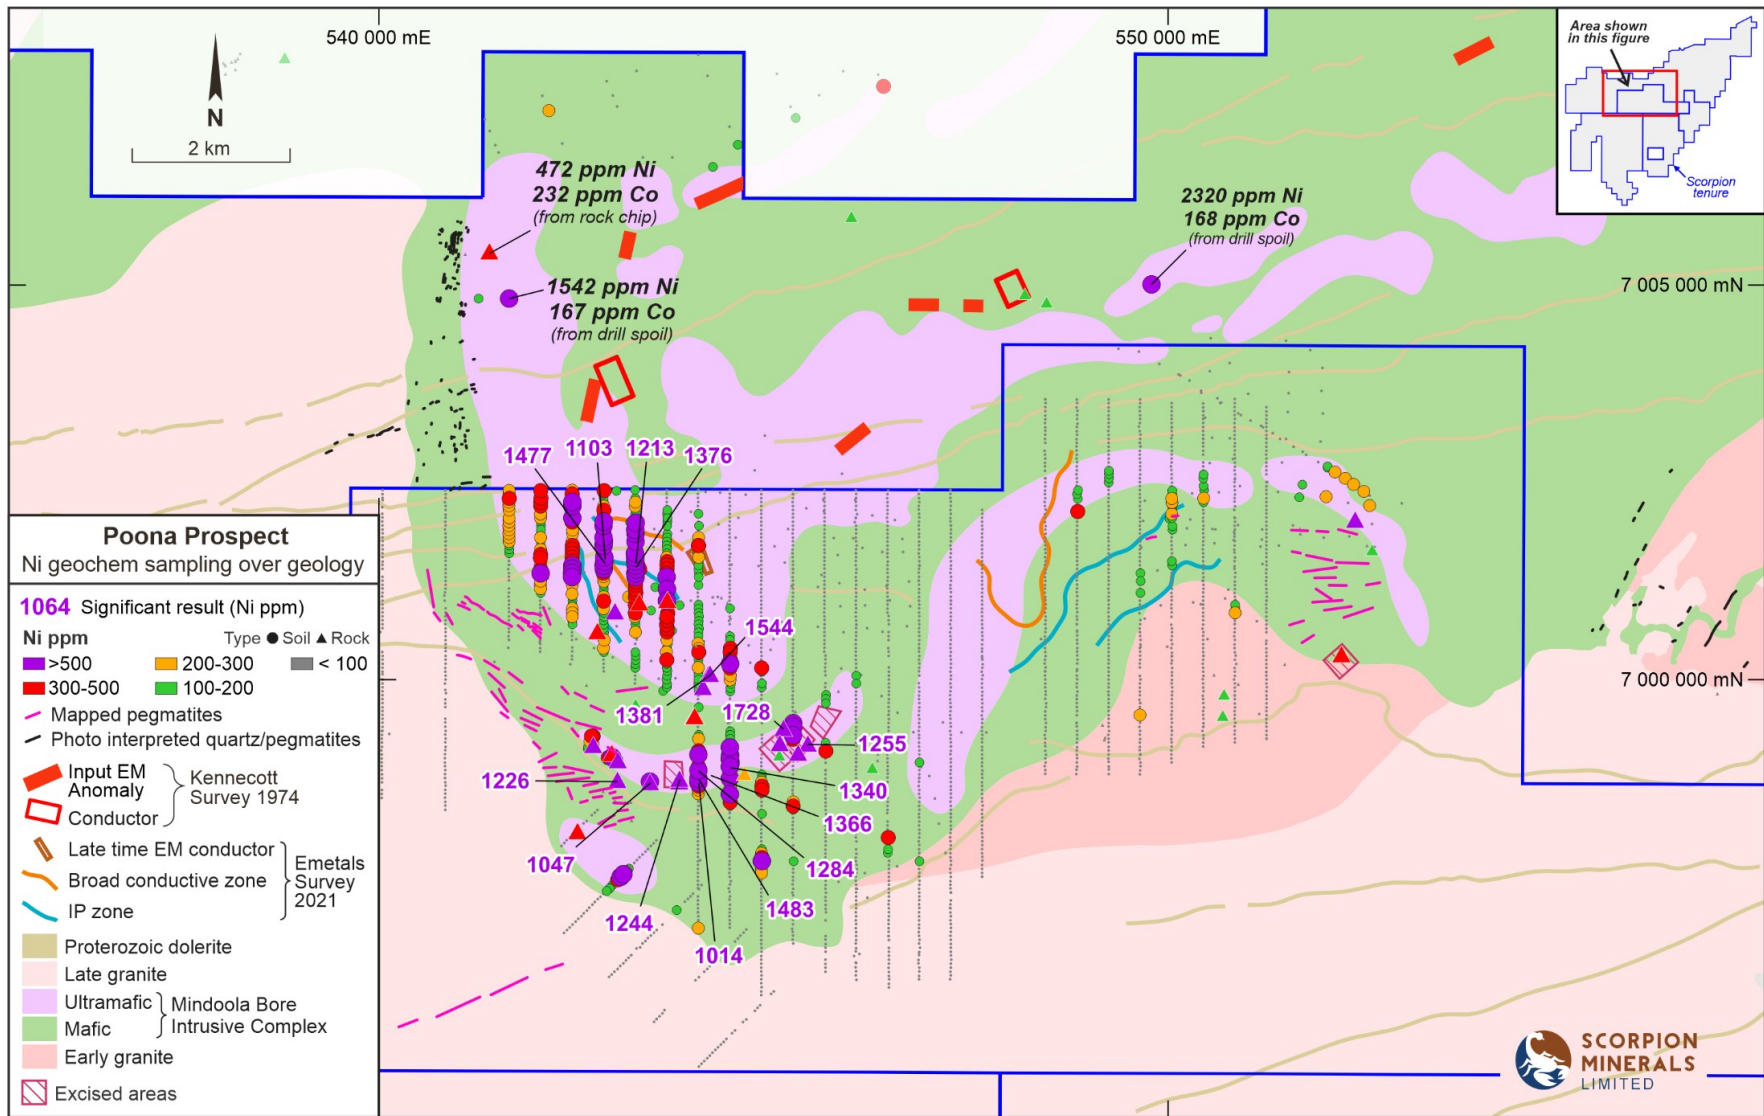 540 000 mE
550 000 mE
Area shown
in this figure
Scorpion
tenure
N
2 km
472 ppm Ni
232 ppm Co
(from rock chip)
2320 ppm Ni
168 ppm Co
(from drill spoil)
1542 ppm Ni
167 ppm Co
(from drill spoil)
7 005 000 mN
1477
1103
1213
1376
1544
1381
1728
1255
7 000 000 mN
1226
1340
1366
1047
1284
1244
1483
1014
Poona Prospect
Ni geochem sampling over geology
1064 Significant result (Ni ppm)
Ni ppm Type Soil Rock
>500 200-300 < 100
300-500 100-200
Mapped pegmatites
Photo interpreted quartz/pegmatites
Input EM
Anomaly
Conductor
Kennecott
Survey 1974
Late time EM conductor
Broad conductive zone
IP zone
Emetals
Survey
2021
Proterozoic dolerite
Late granite
Ultramafic
Mafic
Mindoola Bore
Intrusive Complex
Early granite
Excised areas
SCORPION
MINERALS
LIMITED